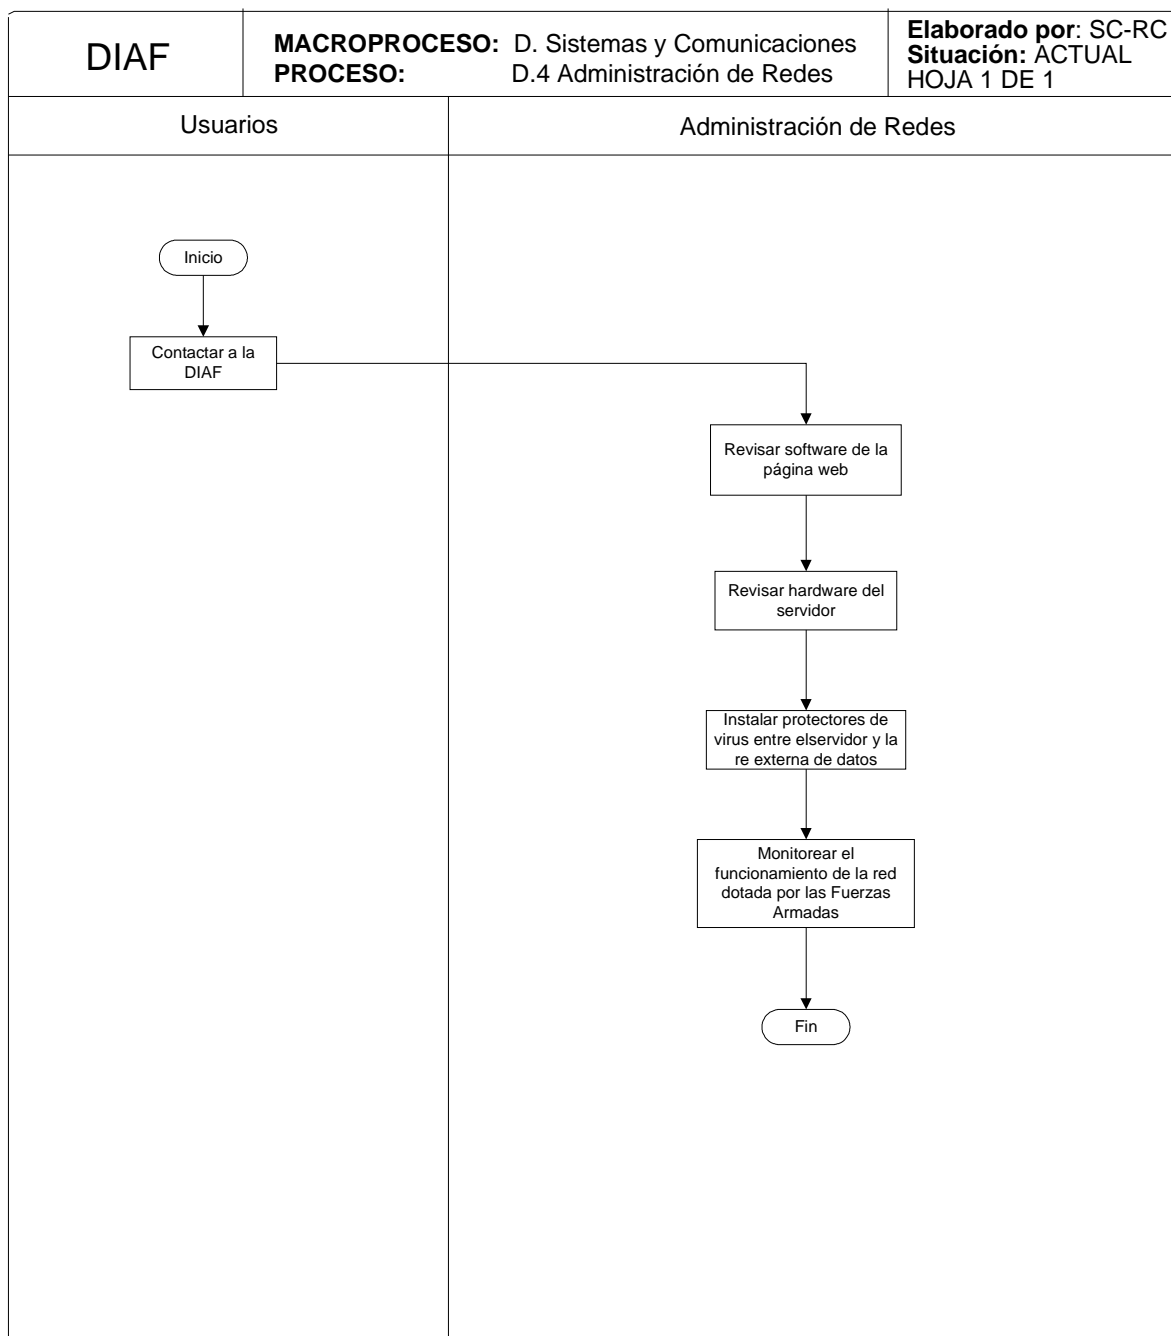 DIAF
MACROPROCESO: D. Sistemas y Comunicaciones
PROCESO: D.4 Administración de Redes
Elaborado por: SC-RC
Situación: ACTUAL
HOJA 1 DE 1
Usuarios
Administración de Redes
Inicio
Contactar a la
DIAF
Revisar software de la
página web
Revisar hardware del
servidor
Instalar protectores de
virus entre elservidor y la
re externa de datos
Monitorear el
funcionamiento de la red
dotada por las Fuerzas
Armadas
Fin